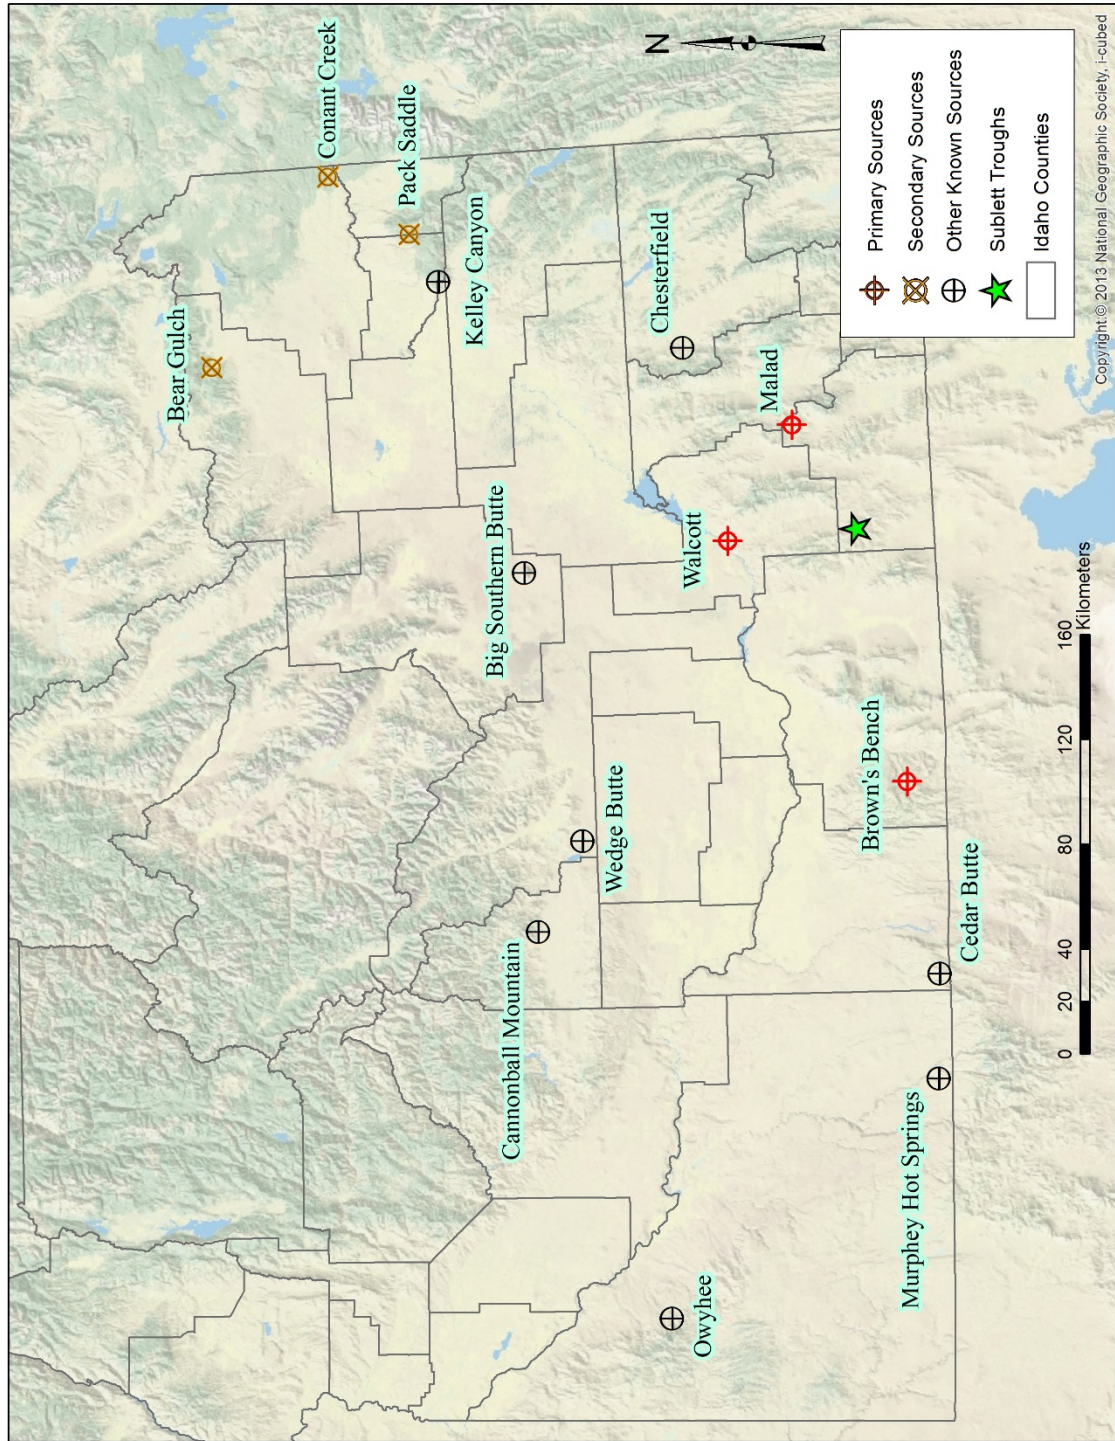 Bear Gulch
Conant Creek
Pack Saddle
Kelley Canyon
Big Southern Butte
Chesterfield
Cannonball Mountain
Wedge Butte
Walcott
Malad
Owyhee
Brown's Bench
Murphey Hot Springs
Cedar Butte
N
Primary Sources
Secondary Sources
Other Known Sources
Sublett Troughs
Idaho Counties
0 20 40 80 120 160
Kilometers
Copyright:© 2013 National Geographic Society, i-cubed